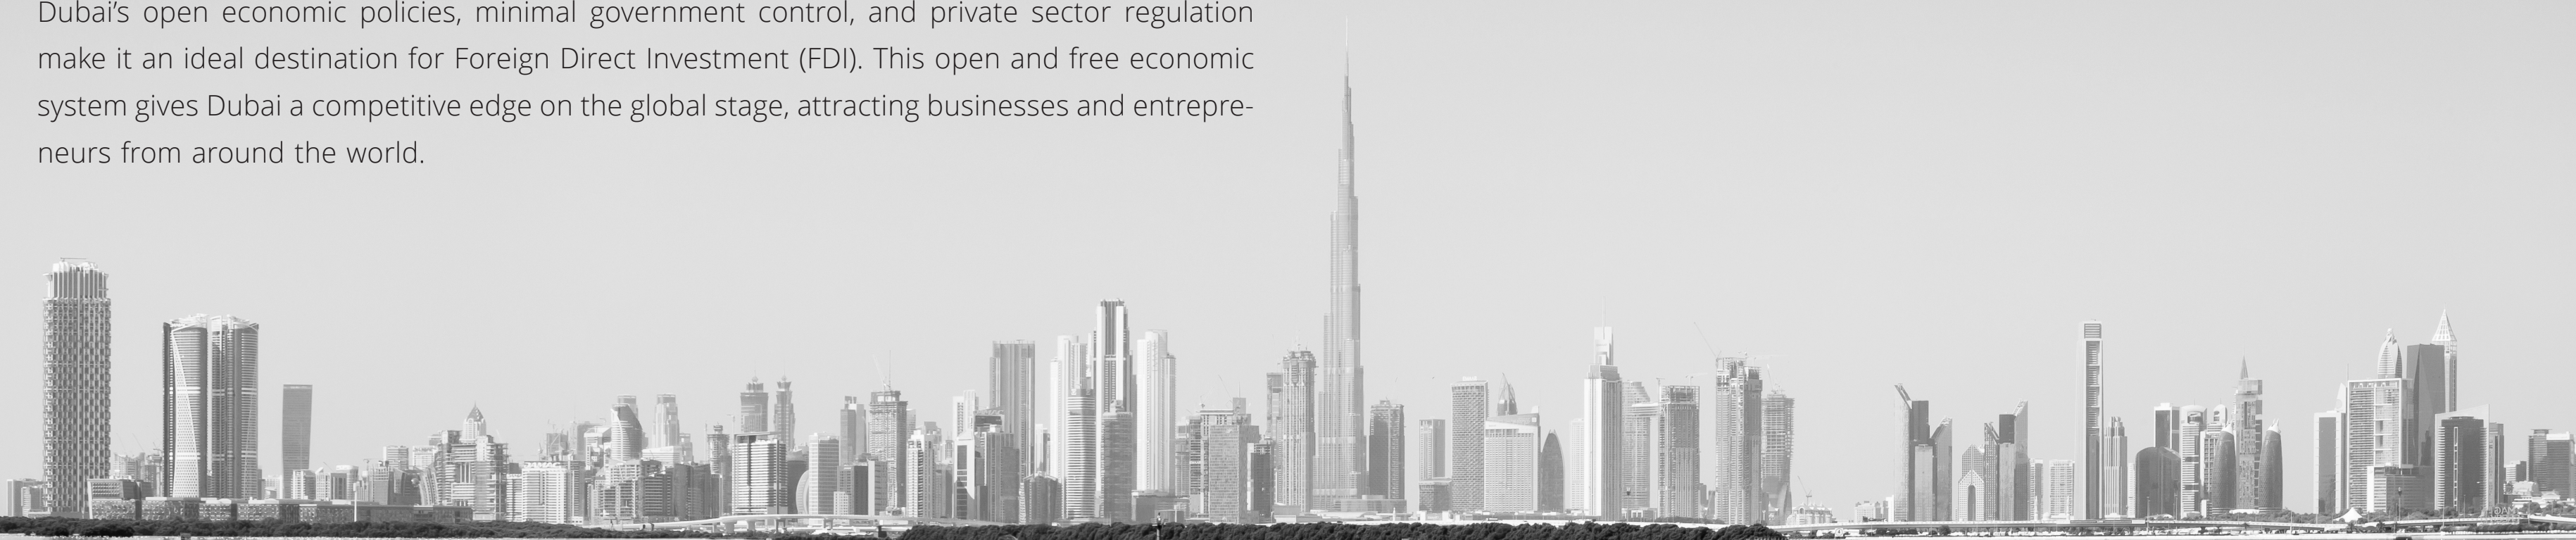 Dubai’s open economic policies, minimal government control, and private sector regulation
make it an ideal destination for Foreign Direct Investment (FDI). This open and free economic
system gives Dubai a competitive edge on the global stage, attracting businesses and entrepre-
neurs from around the world.